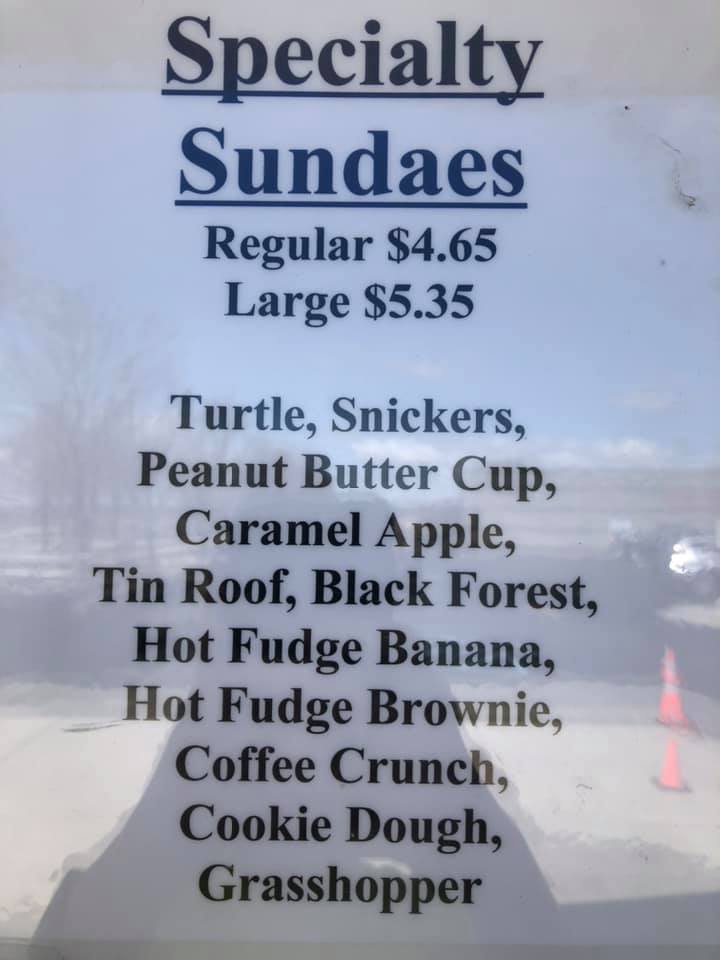 Specialty
Sundaes
Regular $4.65
Large $5.35
Turtle, Snickers,
Peanut Butter Cup,
Caramel Apple,
Tin Roof, Black Forest,
Hot Fudge Banana,
Hot Fudge Brownie,
Coffee Crunch,
Cookie Dough,
Grasshopper